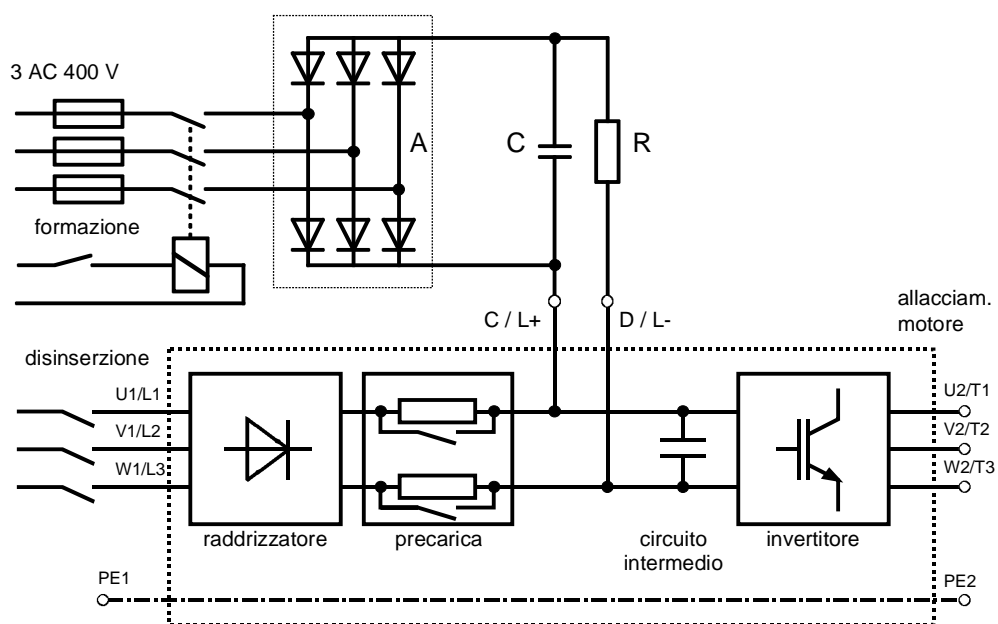 3 AC 400 V
A
C
R
formazione
C / L+
D / L-
allacciam.
motore
disinserzione
U1/L1
V1/L2
W1/L3
U2/T1
V2/T2
W2/T3
raddrizzatore
precarica
circuito
intermedio
invertitore
PE1
PE2